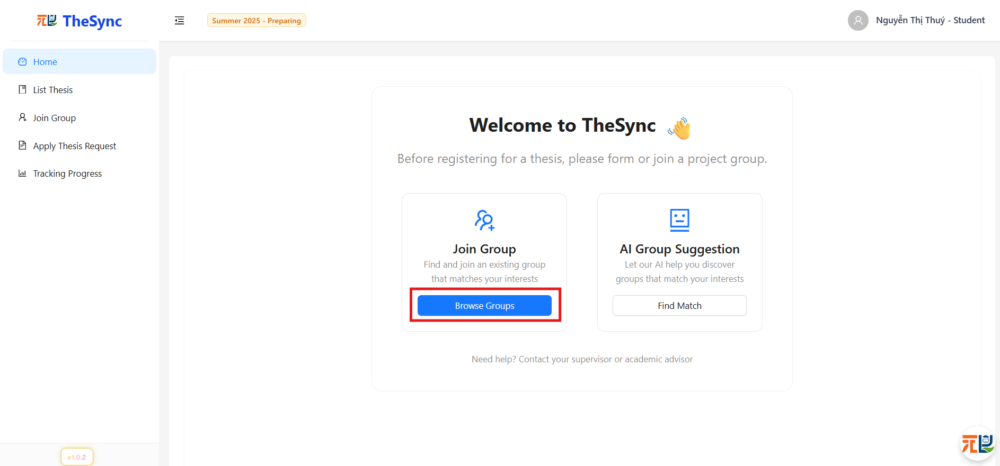 TheSync
Summer 2025 - Preparing
Nguyễn Thị Thuý - Student
Home
List Thesis
Join Group
Apply Thesis Request
Tracking Progress
Welcome to TheSync
Before registering for a thesis, please form or join a project group.
Join Group
Find and join an existing group
that matches your interests
Browse Groups
AI Group Suggestion
Let our AI help you discover
groups that match your interests
Find Match
Need help? Contact your supervisor or academic advisor
v1.0.2